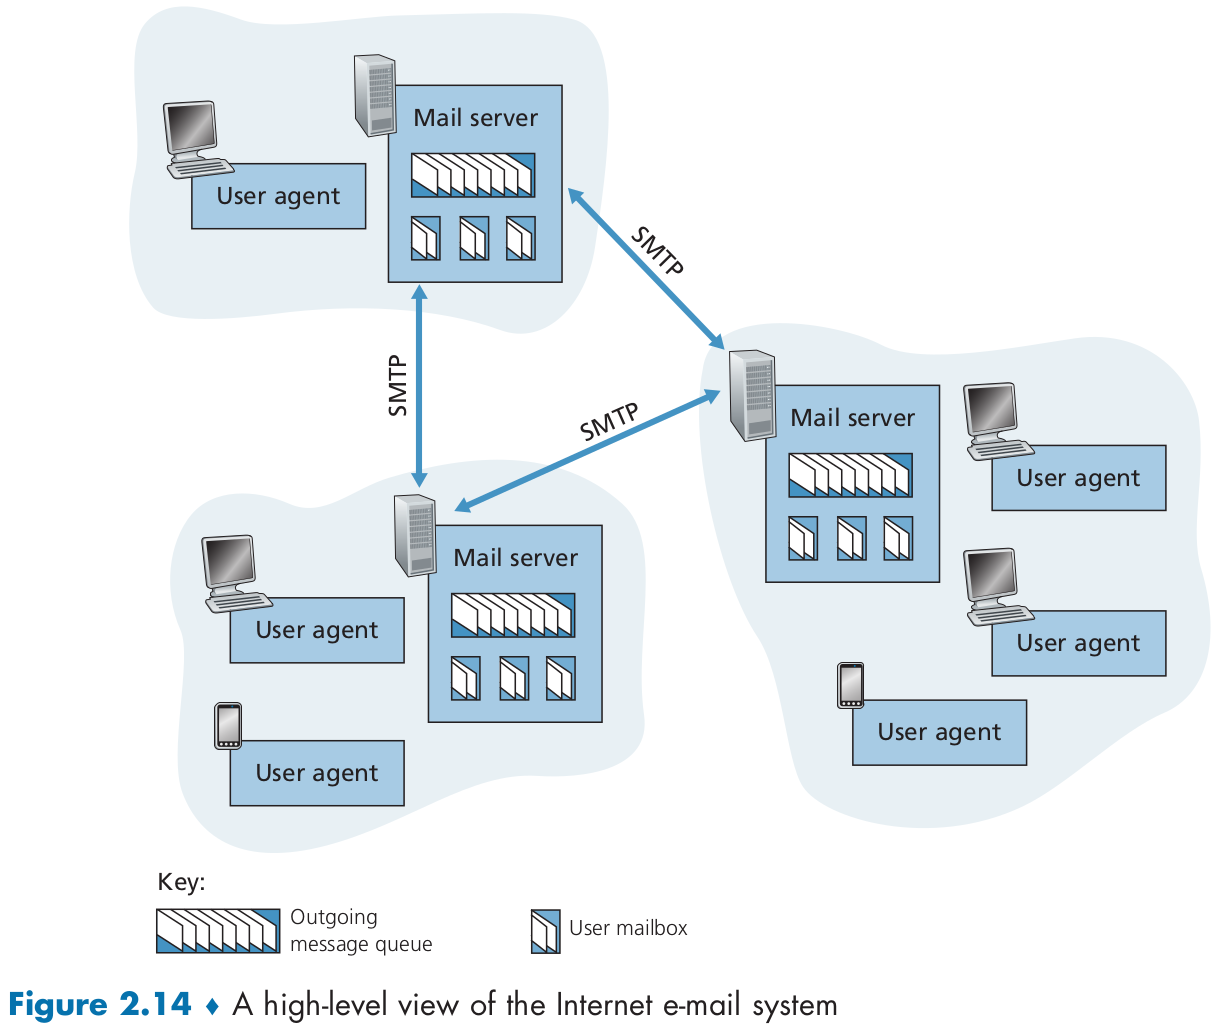 Mail server
User agent
SMTP
SMTP
SMTP
Mail server
User agent
Mail server
User agent
User agent
User agent
User agent
Key:
Outgoing
message queue
User mailbox
Figure 2.14 ♦ A high-level view of the Internet e-mail system